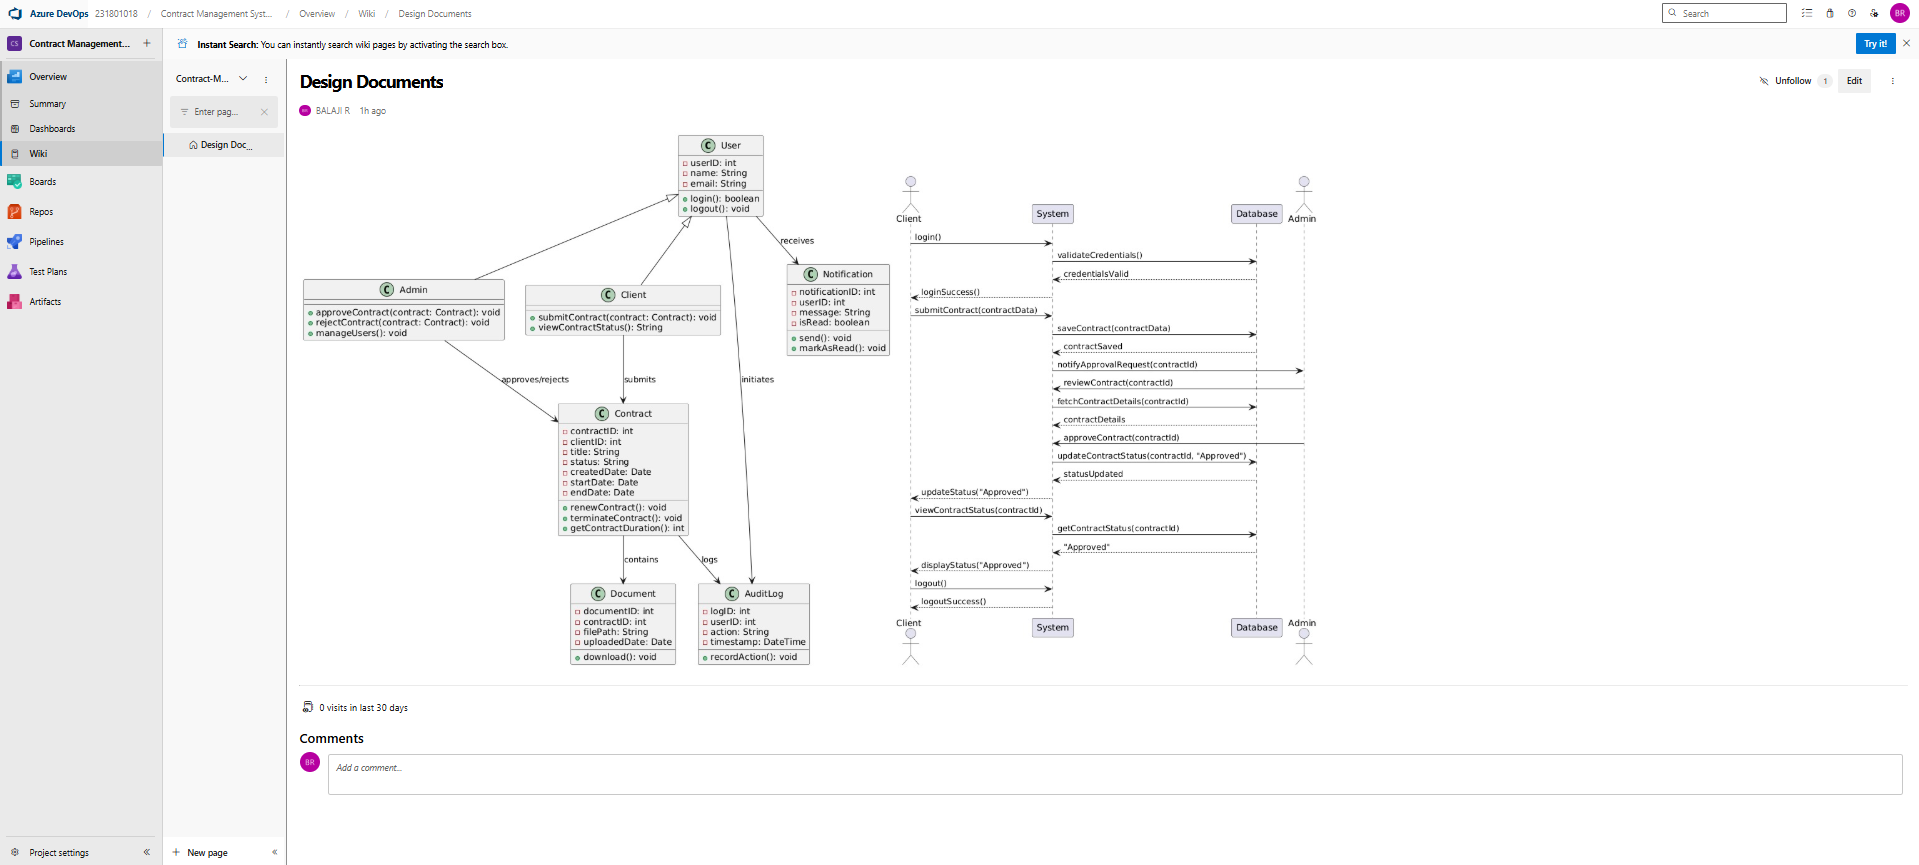 Azure DevOps 231801018 / Contract Management Syst... / Overview / Wiki / Design Documents
Search
BR
CS Contract Management... +
Overview
Summary
Dashboards
Wiki
Boards
Repos
Pipelines
Test Plans
Artifacts
Project settings
Instant Search: You can instantly search wiki pages by activating the search box.
Try it!
Contract-M...
Enter pag...
Design Doc...
+ New page
Design Documents
BALAJI R 1h ago
Unfollow 1
Edit
C User
userID: int
name: String
email: String
login(): boolean
logout(): void
receives
C Admin
approveContract(contract: Contract): void
rejectContract(contract: Contract): void
manageUsers(): void
C Client
submitContract(contract: Contract): void
viewContractStatus(): String
C Notification
notificationID: int
userID: int
message: String
isRead: boolean
send(): void
markAsRead(): void
approves/rejects
submits
initiates
C Contract
contractID: int
clientID: int
title: String
status: String
createdDate: Date
startDate: Date
endDate: Date
renewContract(): void
terminateContract(): void
getContractDuration(): int
contains
logs
C Document
documentID: int
contractID: int
filePath: String
uploadedDate: Date
download(): void
C AuditLog
logID: int
userID: int
action: String
timestamp: DateTime
recordAction(): void
Client
System
Database
Admin
login()
validateCredentials()
credentialsValid
loginSuccess()
submitContract(contractData)
saveContract(contractData)
contractSaved
notifyApprovalRequest(contractId)
reviewContract(contractId)
fetchContractDetails(contractId)
contractDetails
approveContract(contractId)
updateContractStatus(contractId, "Approved")
statusUpdated
updateStatus("Approved")
viewContractStatus(contractId)
getContractStatus(contractId)
"Approved"
displayStatus("Approved")
logout()
logoutSuccess()
Client
System
Database
Admin
0 visits in last 30 days
Comments
BR
Add a comment...